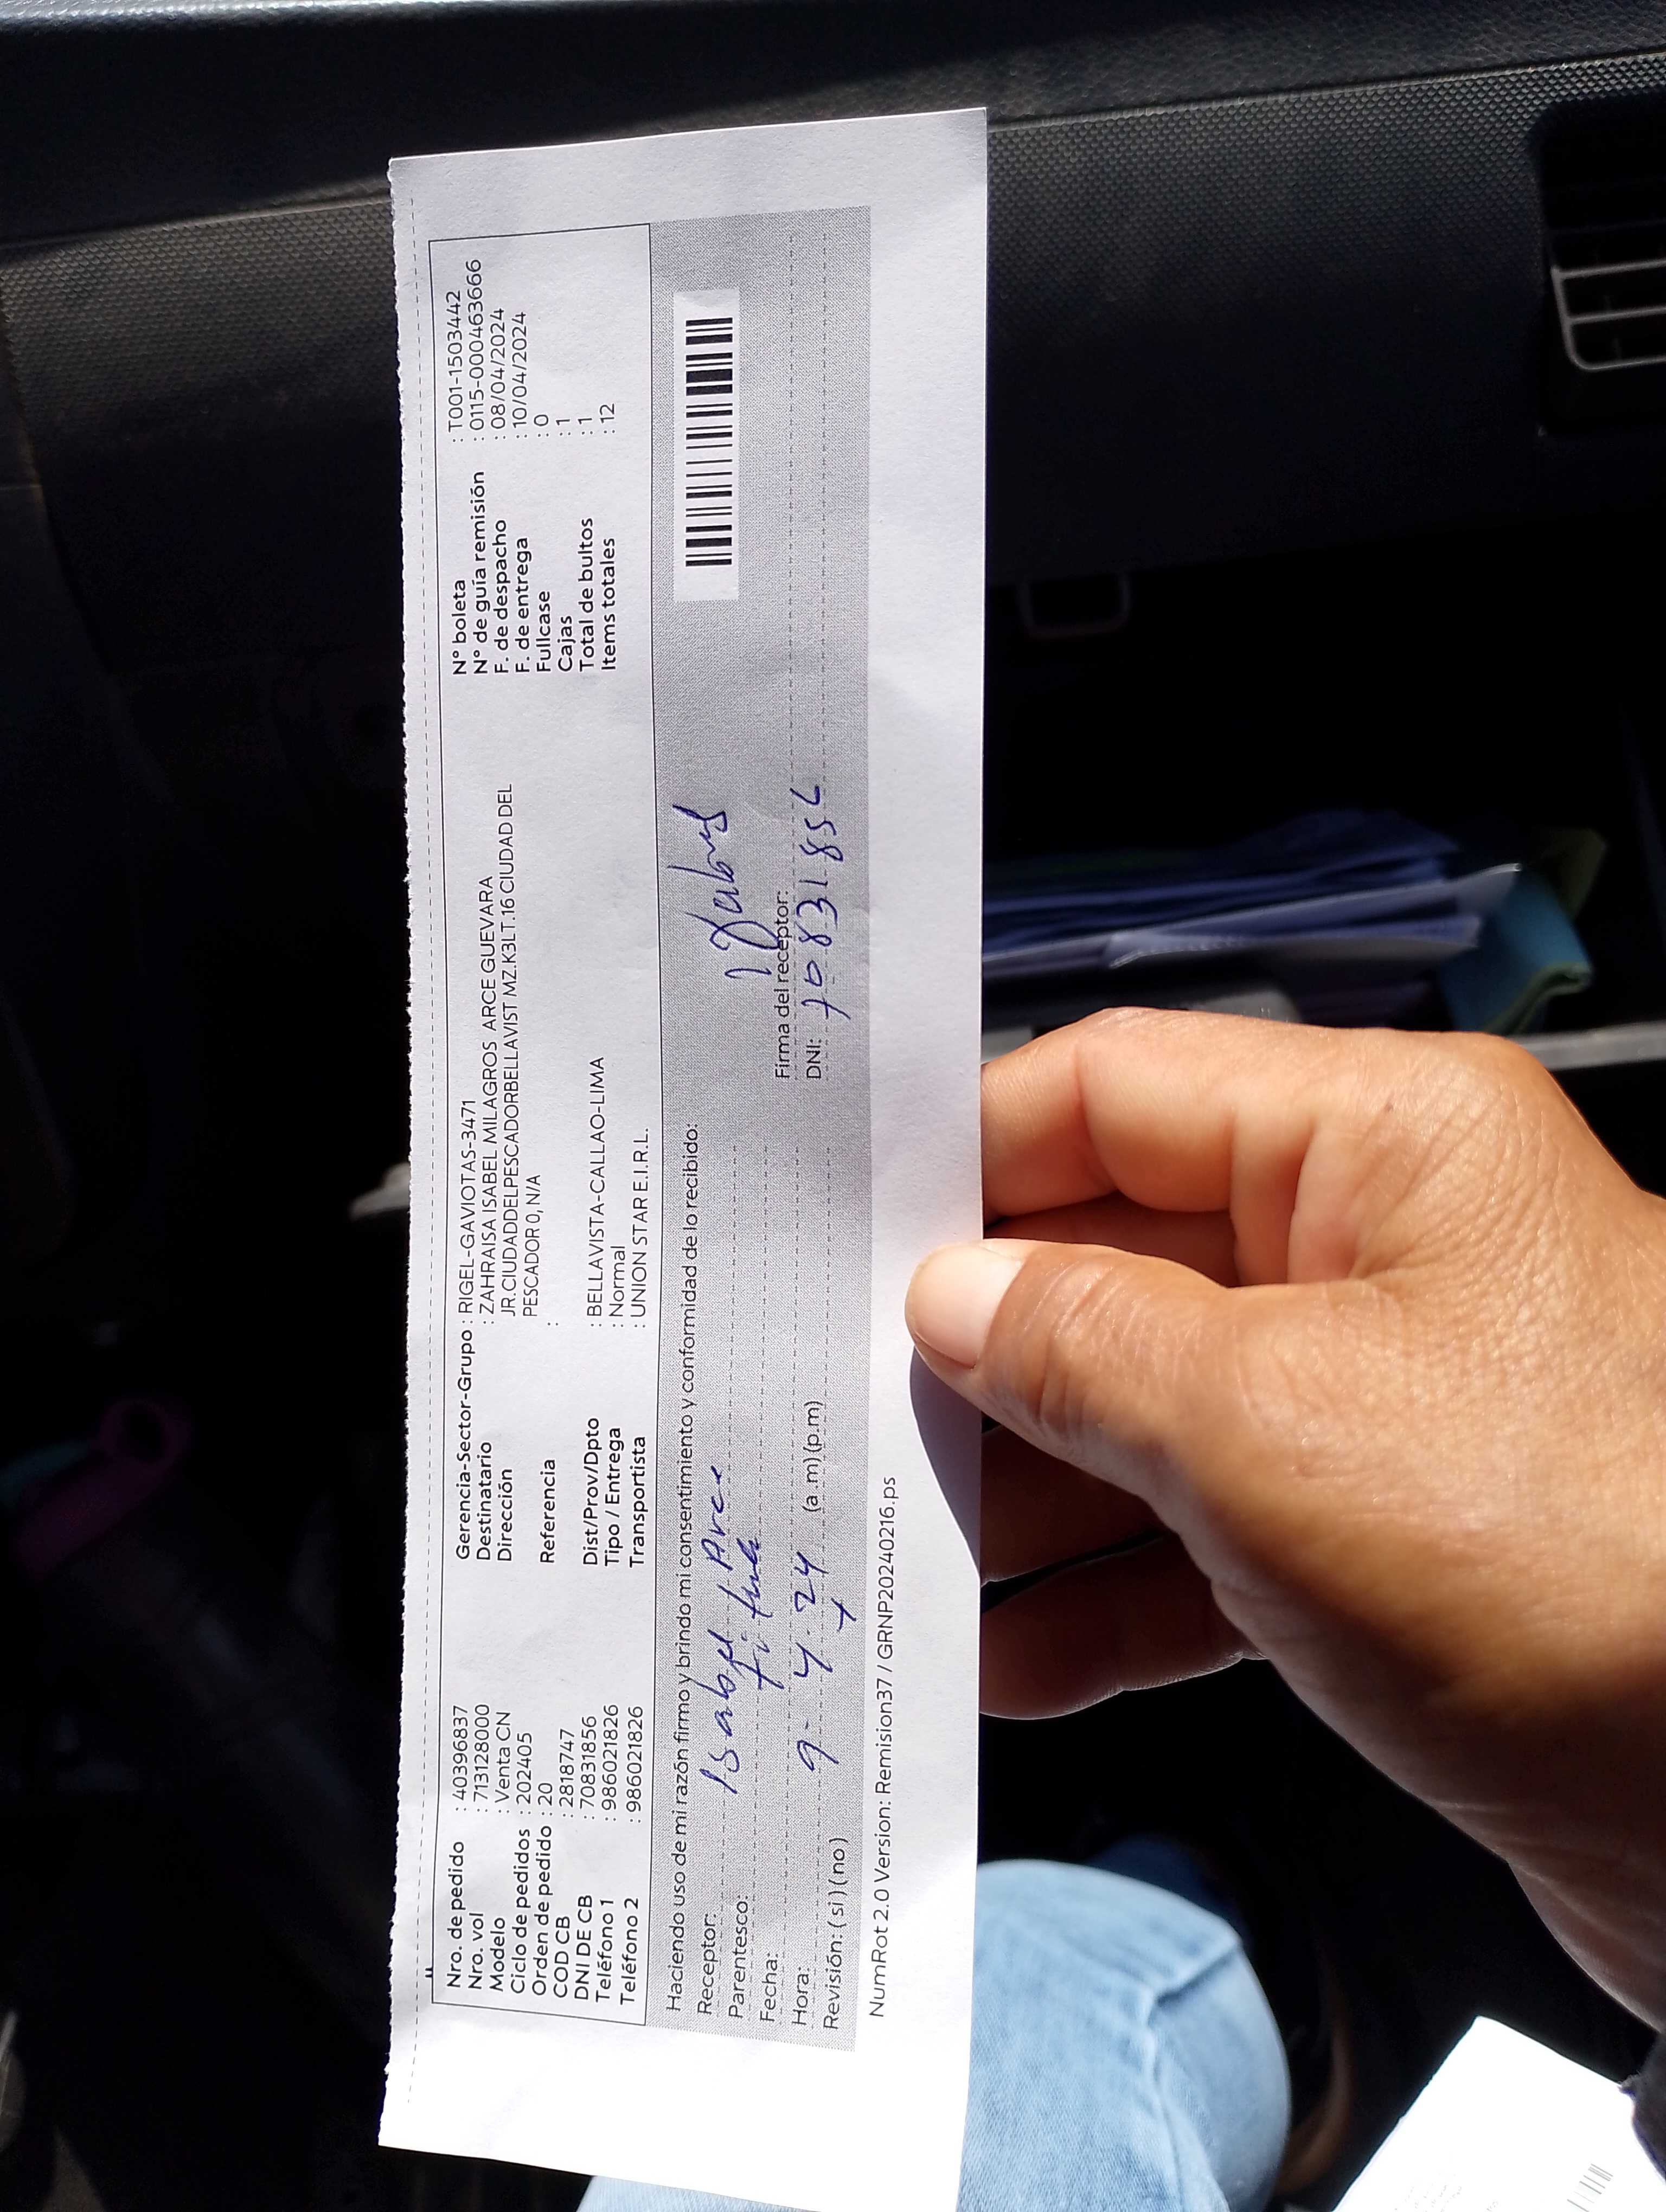 Nro. de pedido : 40396837
Nro. vol : 713128000
Modelo : Venta CN
Ciclo de pedidos : 202405
Orden de pedido : 20
COD CB : 2818747
DNI DE CB : 70831856
Teléfono 1 : 986021826
Teléfono 2 : 986021826
Gerencia-Sector-Grupo : RIGEL-GAVIOTAS-3471
Destinatario : ZAHRAISA ISABEL MILAGROS ARCE GUEVARA
Dirección JR.CIUDADDELPESCADORBELLAVIST MZ.K3LT.16 CIUDAD DEL
PESCADOR 0, N/A
Referencia :
Dist/Prov/Dpto : BELLAVISTA-CALLAO-LIMA
Tipo / Entrega : Normal
Transportista : UNION STAR E.I.R.L.
N° boleta : T001-1503442
N° de guía remisión : 0115-000463666
F. de despacho : 08/04/2024
F. de entrega : 10/04/2024
Fullcase : 0
Cajas : 1
Total de bultos : 1
Items totales : 12
Haciendo uso de mi razón firmo y brindo mi consentimiento y conformidad de lo recibido:
Receptor: Isabel Arce
Parentesco:
Fecha: 9-4-24
Hora: (a.m)(p.m)
Revisión: (si)(no)
Firma del receptor:
DNI: 70831856
NumRot 2.0 Version: Remision37 / GRNP20240216.ps